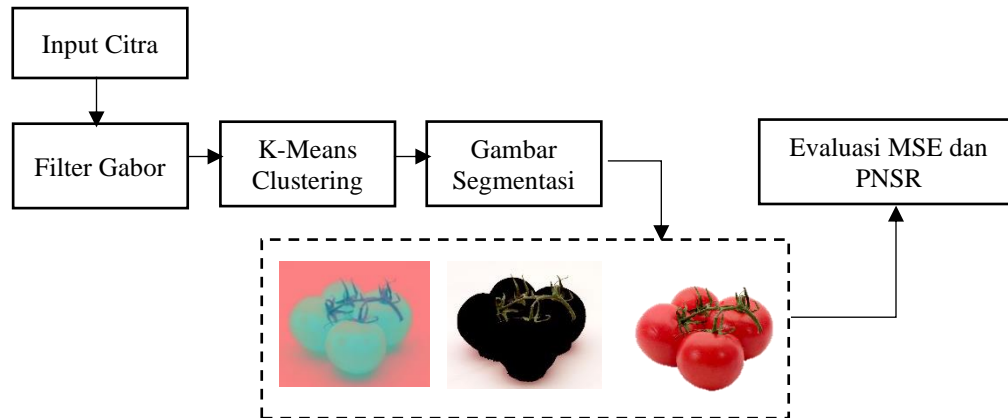 Input Citra
Filter Gabor
K-Means
Clustering
Gambar
Segmentasi
Evaluasi MSE dan
PNSR